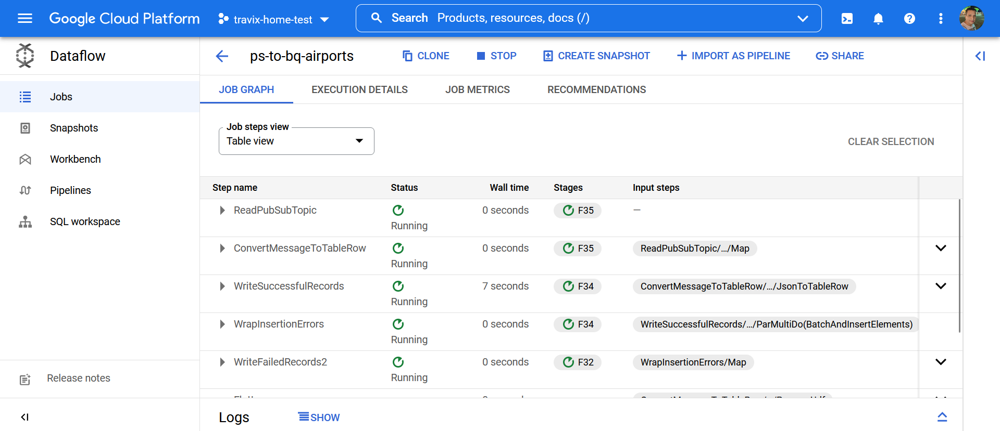 Google Cloud Platform
travix-home-test
Search Products, resources, docs (/)
Dataflow
ps-to-bq-airports
CLONE
STOP
CREATE SNAPSHOT
IMPORT AS PIPELINE
SHARE
Jobs
Snapshots
Workbench
Pipelines
SQL workspace
Release notes
JOB GRAPH
EXECUTION DETAILS
JOB METRICS
RECOMMENDATIONS
Job steps view
Table view
CLEAR SELECTION
Step name Status Wall time Stages Input steps
ReadPubSubTopic 0 seconds F35 —
Running
ConvertMessageToTableRow 0 seconds F35 ReadPubSubTopic/.../Map
Running
WriteSuccessfulRecords 7 seconds F34 ConvertMessageToTableRow/.../JsonToTableRow
Running
WrapInsertionErrors 0 seconds F34 WriteSuccessfulRecords/.../ParMultiDo(BatchAndInsertElements)
Running
WriteFailedRecords2 0 seconds F32 WrapInsertionErrors/Map
Running
Logs
SHOW